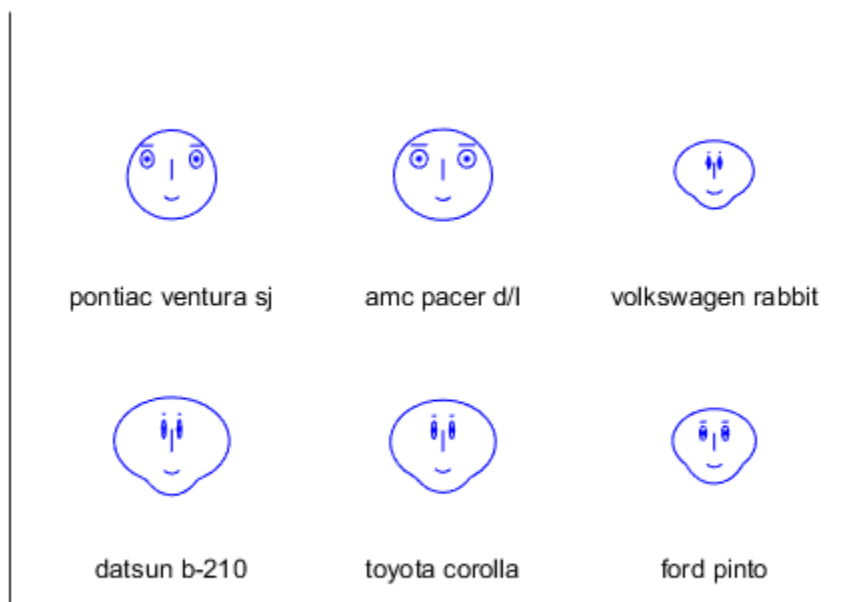 pontiac ventura sj
amc pacer d/l
volkswagen rabbit
datsun b-210
toyota corolla
ford pinto